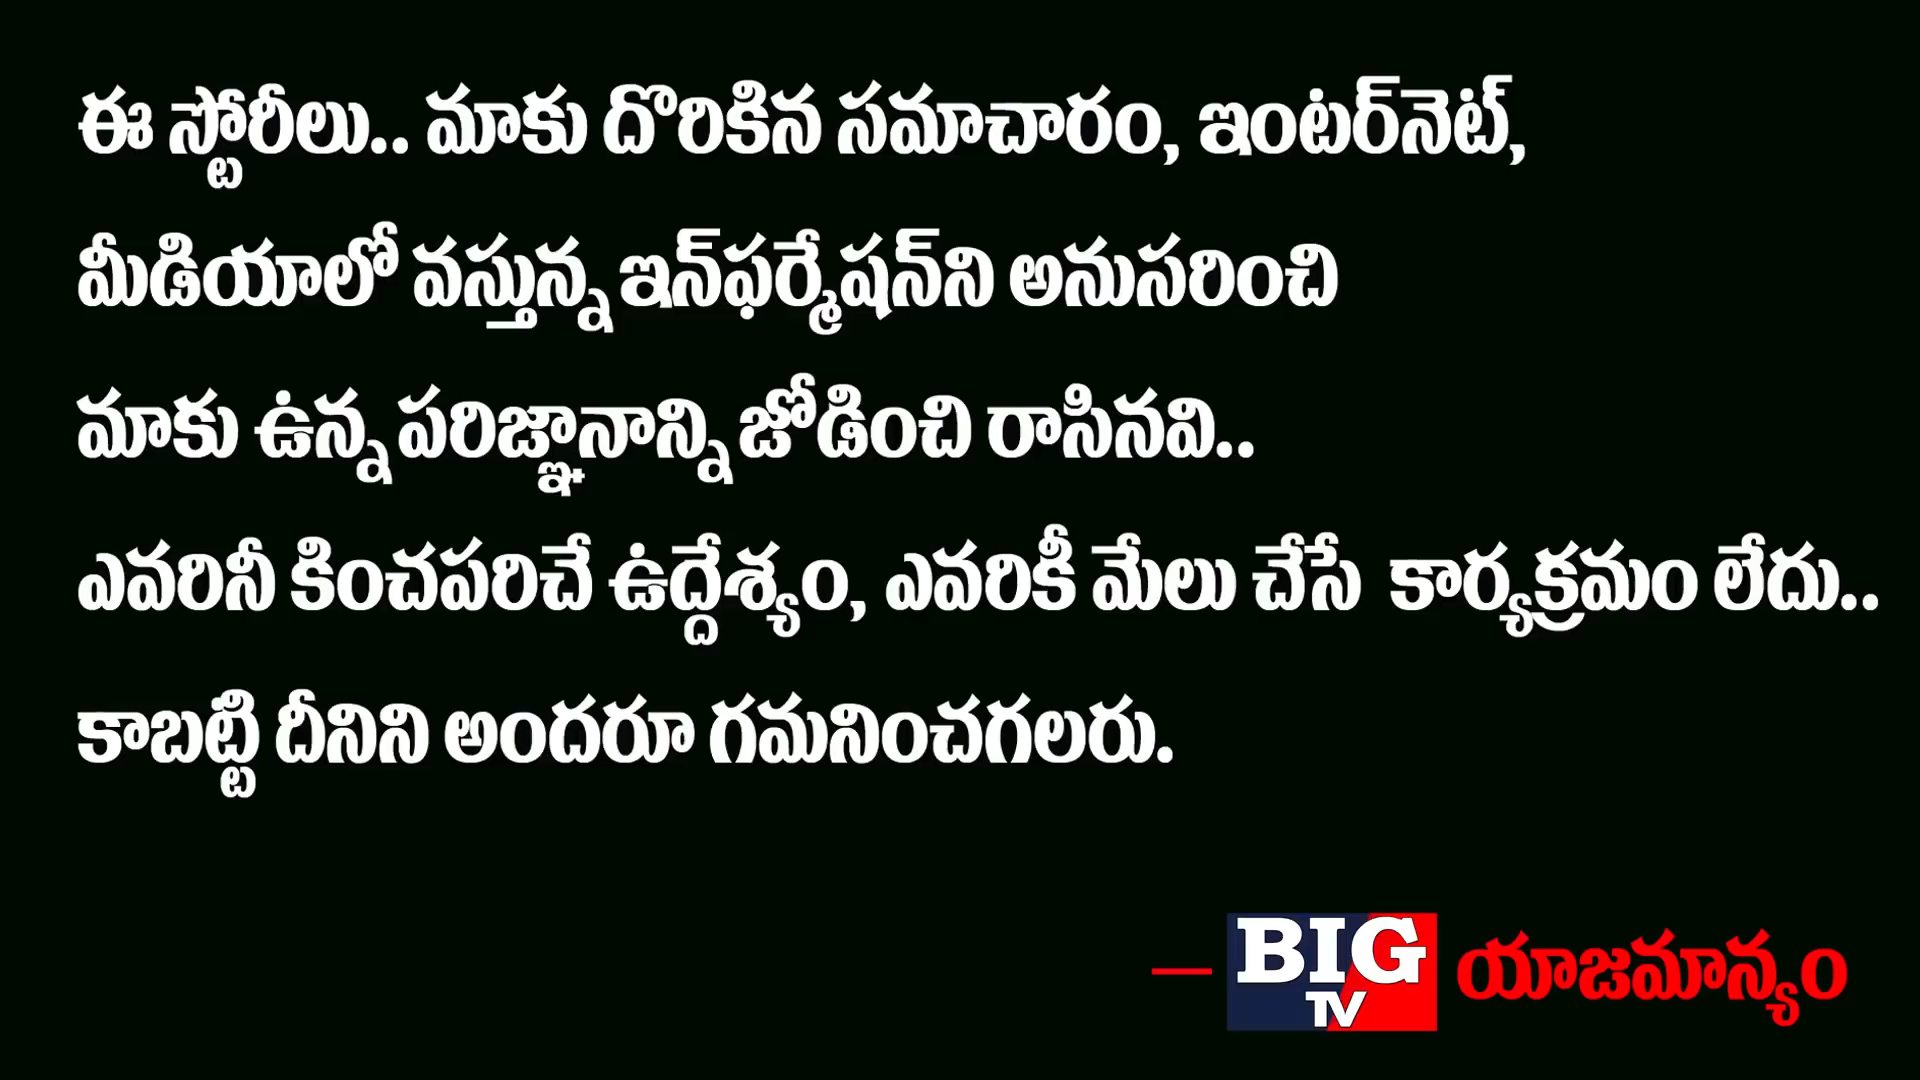 ఈ స్టోరీలు.. మాకు దొరికిన సమాచారం, ఇంటర్‌నెట్,
మీడియాలో వస్తున్న ఇన్‌ఫర్మేషన్‌ని అనుసరించి
మాకు ఉన్న పరిజ్ఞానాన్ని జోడించి రాసినవి..
ఎవరినీ కించపరిచే ఉద్దేశ్యం, ఎవరికీ మేలు చేసే కార్యక్రమం లేదు..
కాబట్టి దీనిని అందరూ గమనించగలరు.
— BIG TV యాజమాన్యం